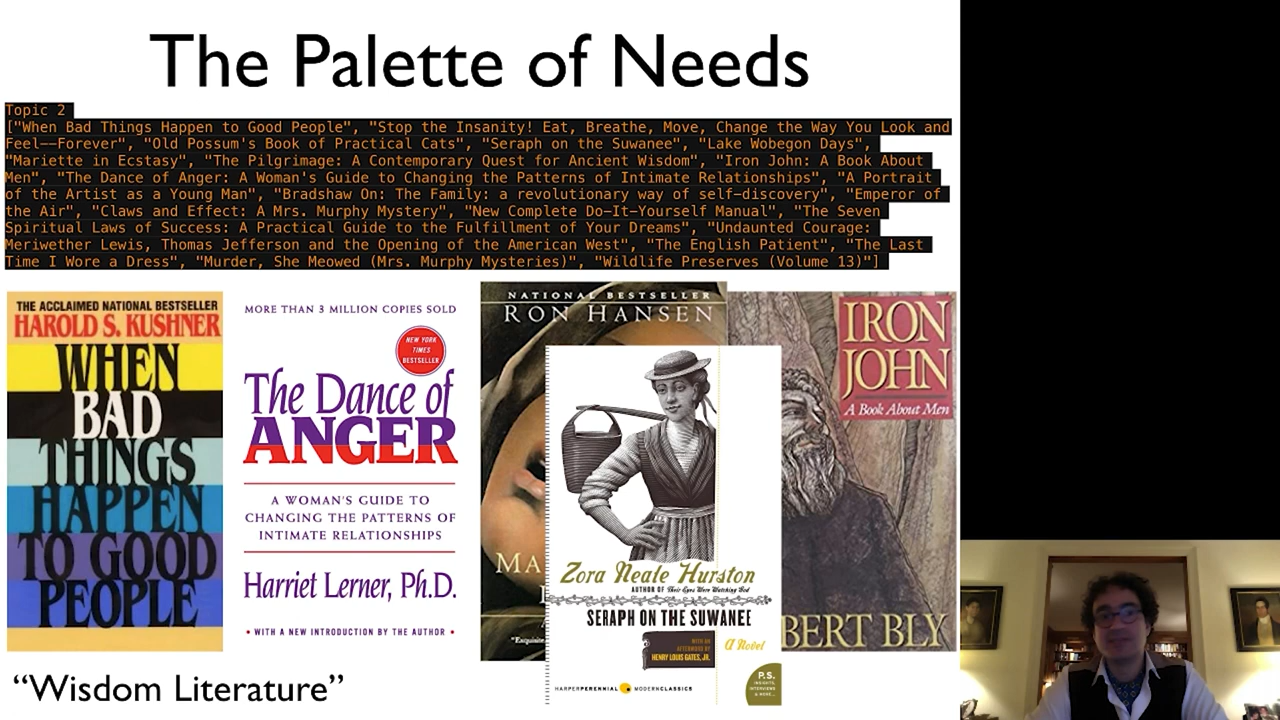 The Palette of Needs
Topic 2
["When Bad Things Happen to Good People", "Stop the Insanity! Eat, Breathe, Move, Change the Way You Look and
Feel--Forever", "Old Possum's Book of Practical Cats", "Seraph on the Suwanee", "Lake Wobegon Days",
"Mariette in Ecstasy", "The Pilgrimage: A Contemporary Quest for Ancient Wisdom", "Iron John: A Book About
Men", "The Dance of Anger: A Woman's Guide to Changing the Patterns of Intimate Relationships", "A Portrait
of the Artist as a Young Man", "Bradshaw On: The Family: a revolutionary way of self-discovery", "Emperor of
the Air", "Claws and Effect: A Mrs. Murphy Mystery", "New Complete Do-It-Yourself Manual", "The Seven
Spiritual Laws of Success: A Practical Guide to the Fulfillment of Your Dreams", "Undaunted Courage:
Meriwether Lewis, Thomas Jefferson and the Opening of the American West", "The English Patient", "The Last
Time I Wore a Dress", "Murder, She Meowed (Mrs. Murphy Mysteries)", "Wildlife Preserves (Volume 13)"]
THE ACCLAIMED NATIONAL BESTSELLER
HAROLD S. KUSHNER
WHEN
BAD
THINGS
HAPPEN
TO GOOD
PEOPLE
MORE THAN 3 MILLION COPIES SOLD
NEW YORK
TIMES
BESTSELLER
The Dance of
ANGER
A WOMAN'S GUIDE TO
CHANGING THE PATTERNS OF
INTIMATE RELATIONSHIPS
Harriet Lerner, Ph.D.
• WITH A NEW INTRODUCTION BY THE AUTHOR •
NATIONAL BESTSELLER
RON HANSEN
MA
"Exquisite
Zora Neale Hurston
AUTHOR OF Their Eyes Were Watching God
SERAPH ON THE SUWANEE
WITH AN
AFTERWORD BY
HENRY LOUIS GATES, JR.
A Novel
P.S.
INSIGHTS,
INTERVIEWS
& MORE...
HARPERPERENNIAL MODERNCLASSICS
IRON
JOHN
A Book About Men
BERT BLY
“Wisdom Literature”